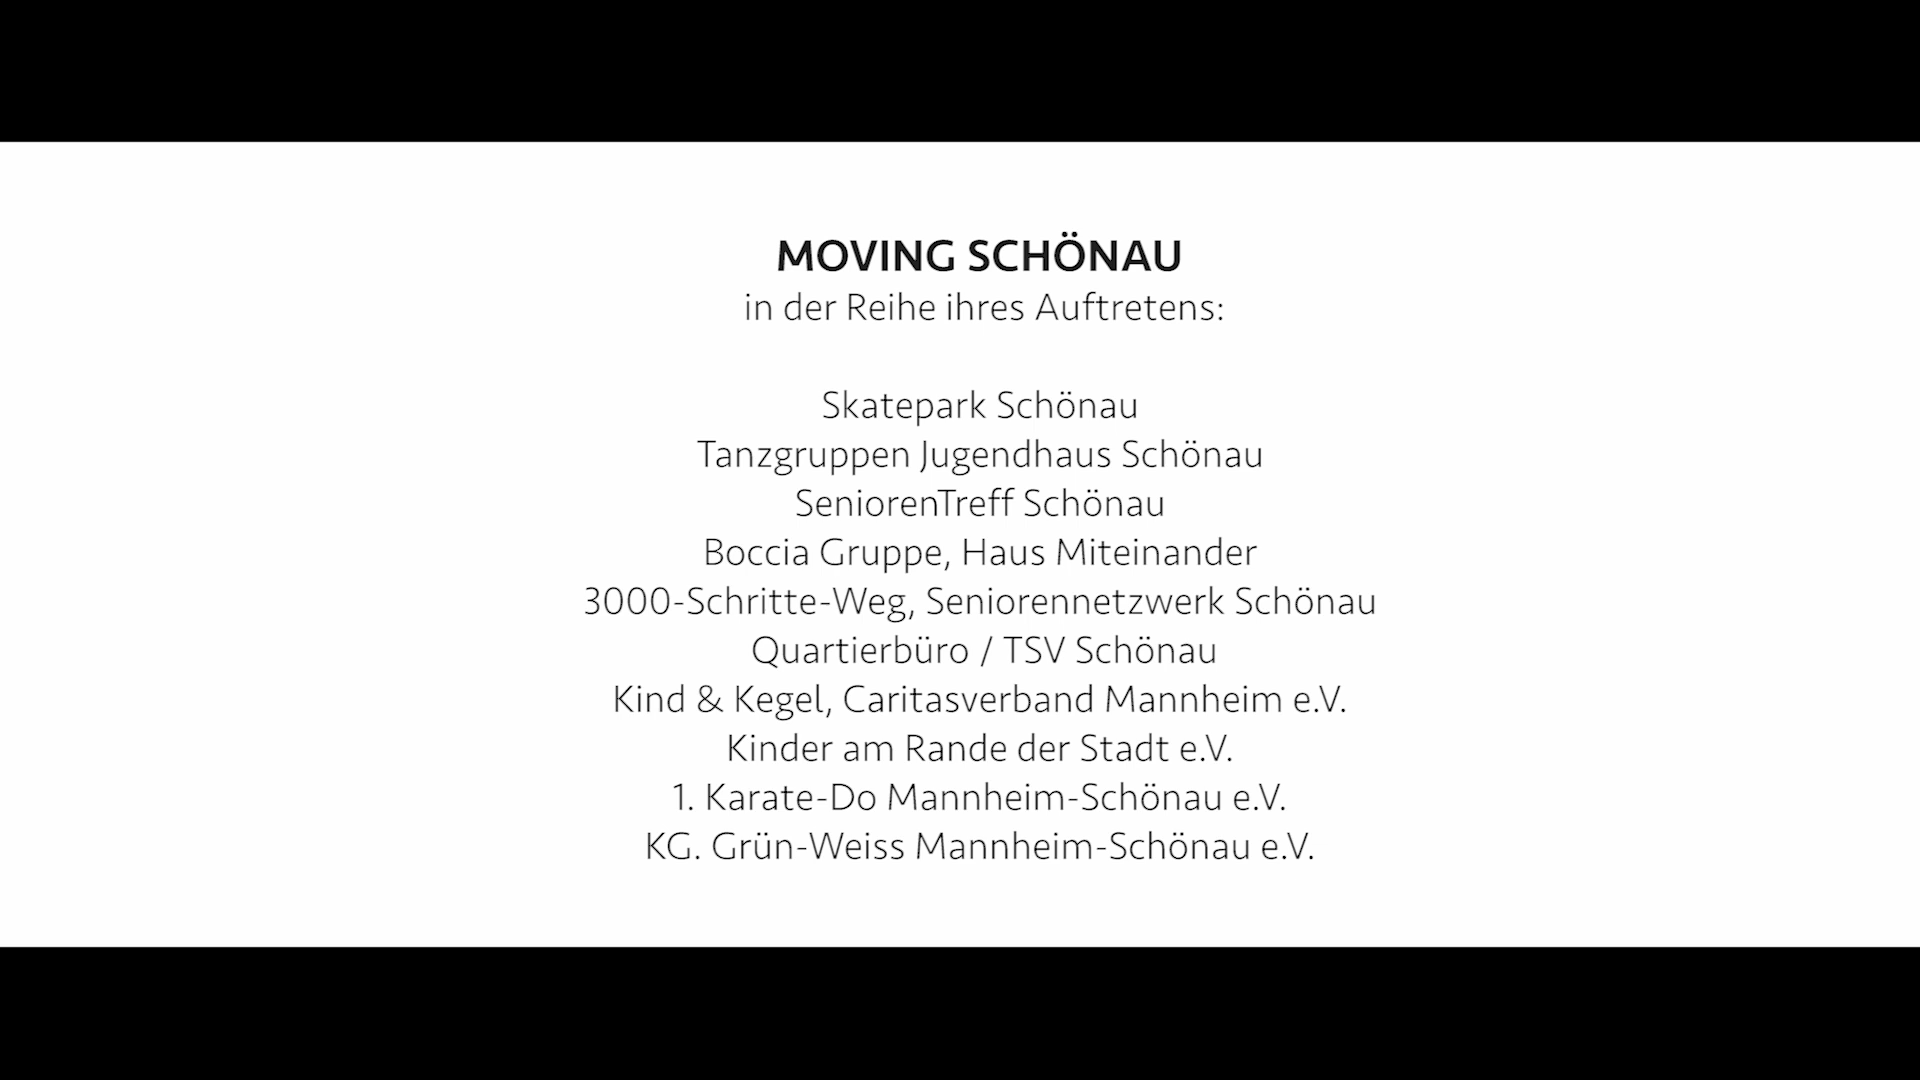 MOVING SCHÖNAU
in der Reihe ihres Auftretens:
Skatepark Schönau
Tanzgruppen Jugendhaus Schönau
SeniorenTreff Schönau
Boccia Gruppe, Haus Miteinander
3000-Schritte-Weg, Seniorennetzwerk Schönau
Quartierbüro / TSV Schönau
Kind & Kegel, Caritasverband Mannheim e.V.
Kinder am Rande der Stadt e.V.
1. Karate-Do Mannheim-Schönau e.V.
KG. Grün-Weiss Mannheim-Schönau e.V.